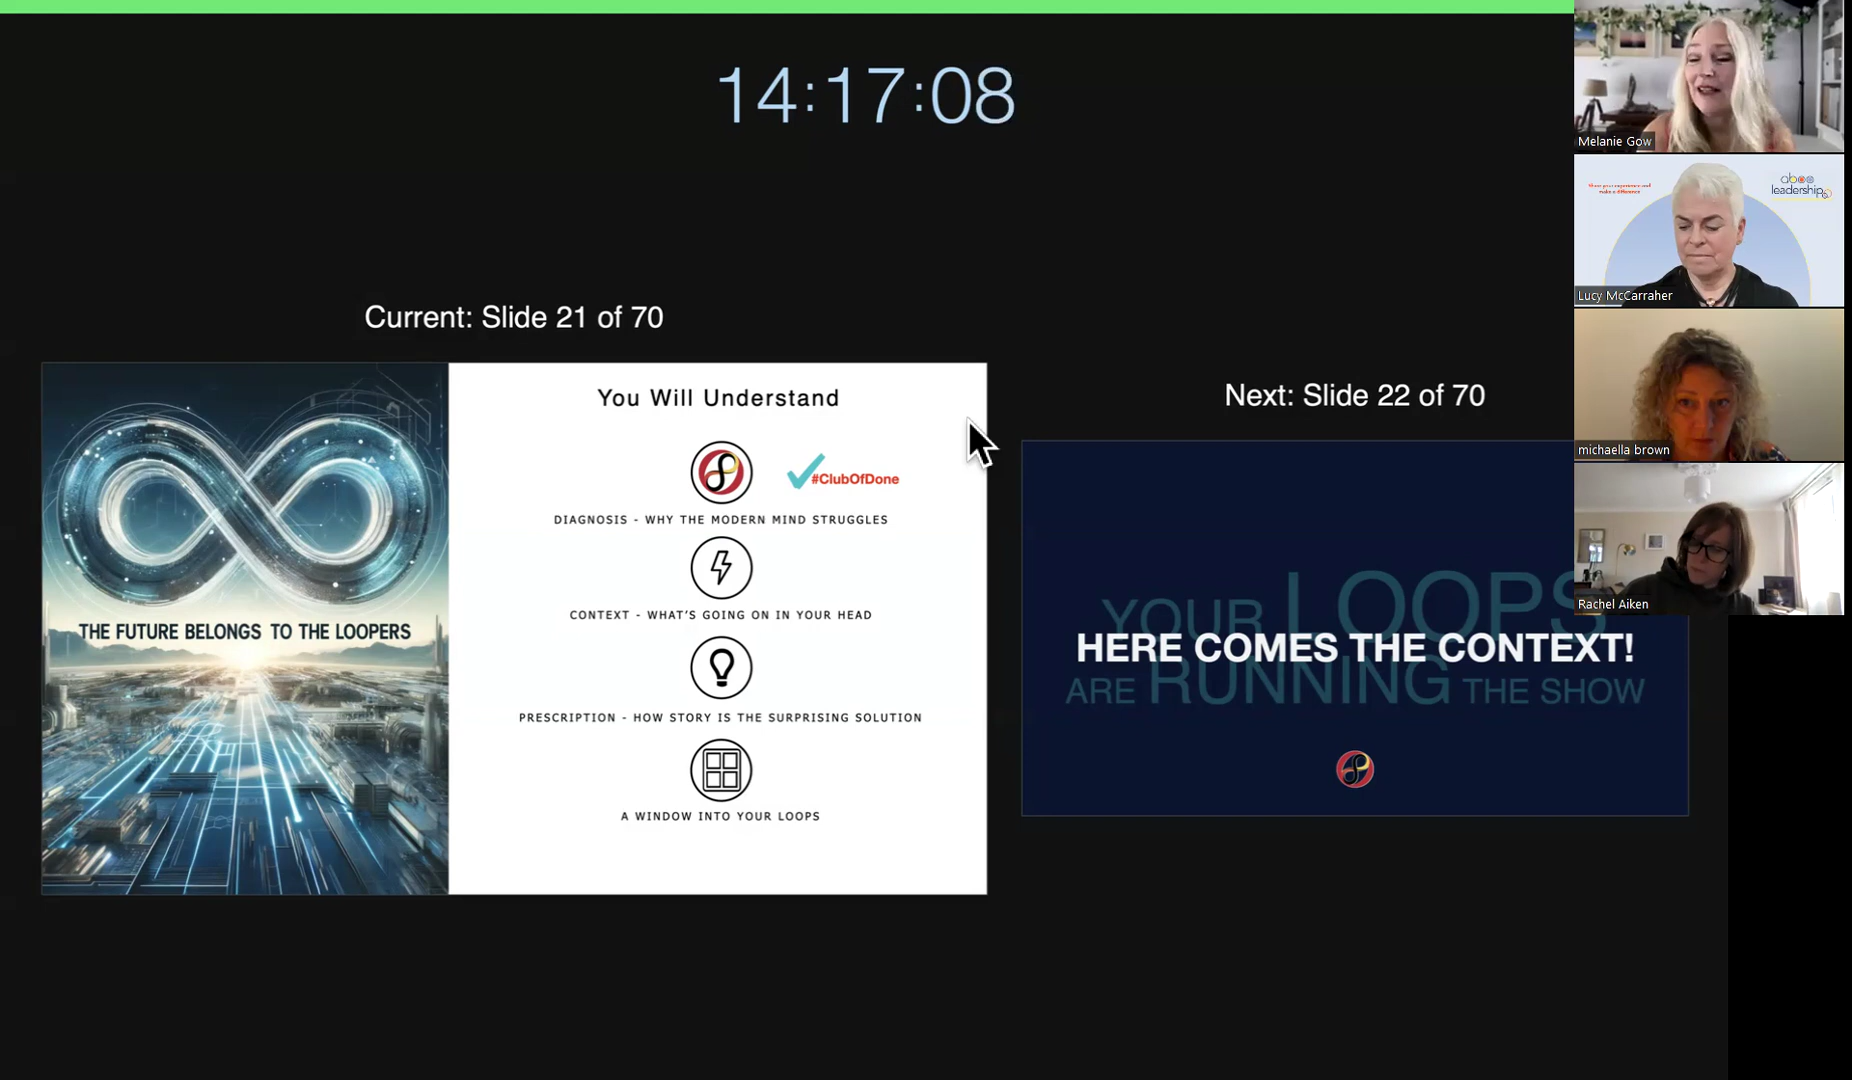 14:17:08
Current: Slide 21 of 70
THE FUTURE BELONGS TO THE LOOPERS
You Will Understand
#ClubOfDone
DIAGNOSIS - WHY THE MODERN MIND STRUGGLES
CONTEXT - WHAT'S GOING ON IN YOUR HEAD
PRESCRIPTION - HOW STORY IS THE SURPRISING SOLUTION
A WINDOW INTO YOUR LOOPS
Next: Slide 22 of 70
YOUR LOOPS
HERE COMES THE CONTEXT!
ARE RUNNING THE SHOW
Melanie Gow
make a difference
leadership
Lucy McCarraher
michaella brown
Rachel Aiken